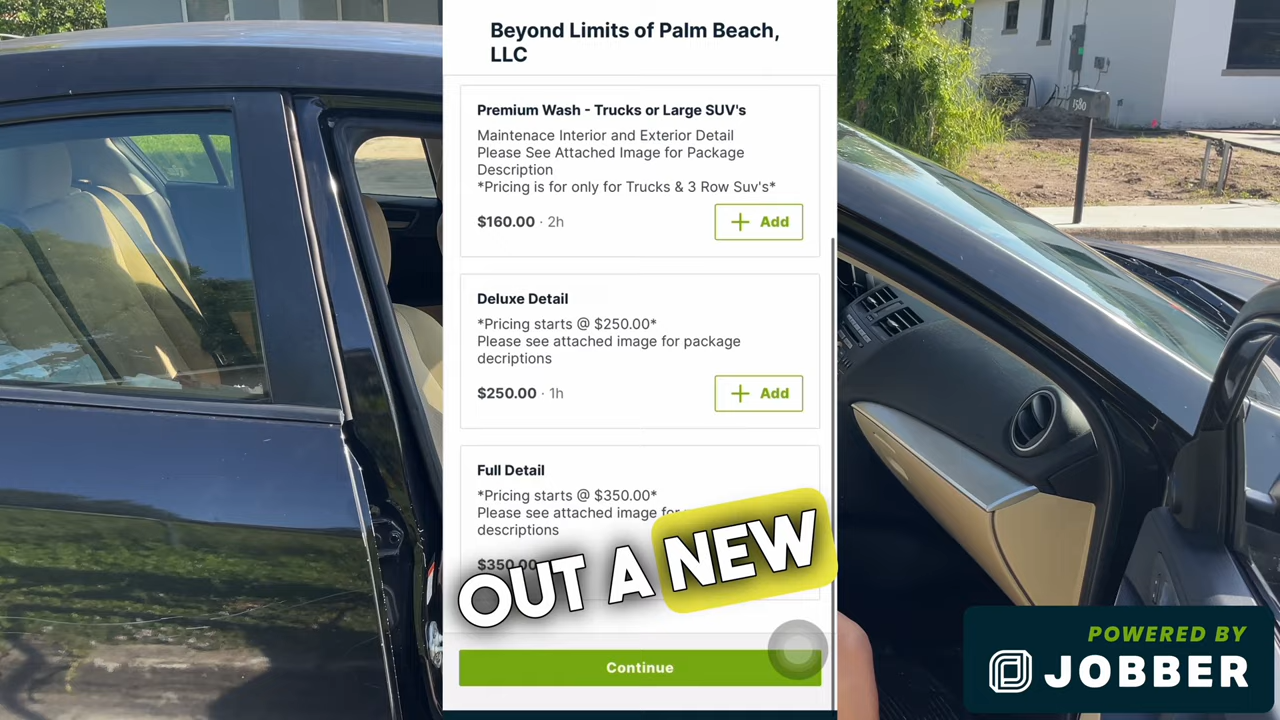 Beyond Limits of Palm Beach,
LLC
Premium Wash - Trucks or Large SUV's
Maintenace Interior and Exterior Detail
Please See Attached Image for Package
Description
*Pricing is for only for Trucks & 3 Row Suv's*
$160.00 · 2h
+ Add
Deluxe Detail
*Pricing starts @ $250.00*
Please see attached image for package
decriptions
$250.00 · 1h
+ Add
Full Detail
*Pricing starts @ $350.00*
Please see attached image for
descriptions
$350.00
OUT A NEW
Continue
1580
POWERED BY
JOBBER